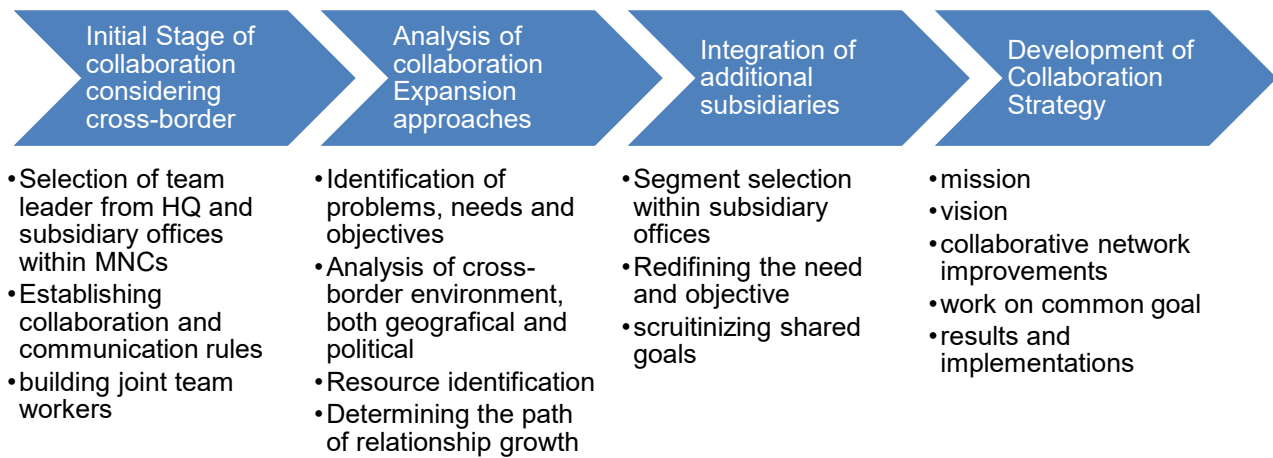 Initial Stage of
collaboration
considering
cross-border
Analysis of
collaboration
Expansion
approaches
Integration of
additional
subsidiaries
Development of
Collaboration
Strategy
•Selection of team
leader from HQ and
subsidiary offices
within MNCs
•Establishing
collaboration and
communication rules
•building joint team
workers
•Identification of
problems, needs and
objectives
•Analysis of cross-
border environment,
both geografical and
political
•Resource identification
•Determining the path
of relationship growth
•Segment selection
within subsidiary
offices
•Redifining the need
and objective
•scruitinizing shared
goals
•mission
•vision
•collaborative network
improvements
•work on common goal
•results and
implementations